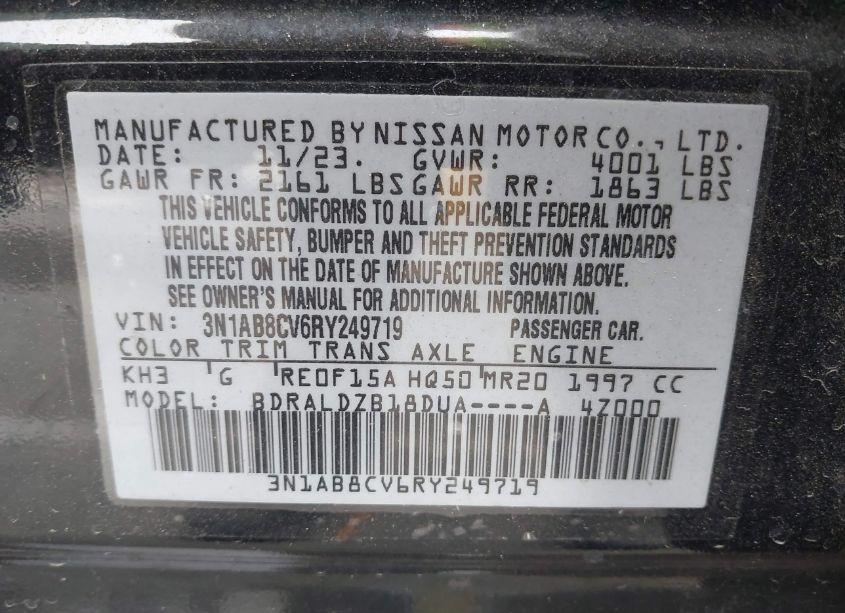 MANUFACTURED BY NISSAN MOTOR CO., LTD.
DATE: 11/23. GVWR: 4001 LBS
GAWR FR: 2161 LBS GAWR RR: 1863 LBS
THIS VEHICLE CONFORMS TO ALL APPLICABLE FEDERAL MOTOR
VEHICLE SAFETY, BUMPER AND THEFT PREVENTION STANDARDS
IN EFFECT ON THE DATE OF MANUFACTURE SHOWN ABOVE.
SEE OWNER'S MANUAL FOR ADDITIONAL INFORMATION.
VIN: 3N1AB8CV6RY249719 PASSENGER CAR.
COLOR TRIM TRANS AXLE ENGINE
KH3 G RE0F15A HQ50 MR20 1997 CC
MODEL: BDRALDZB18DUA----A 4Z000
3N1AB8CV6RY249719